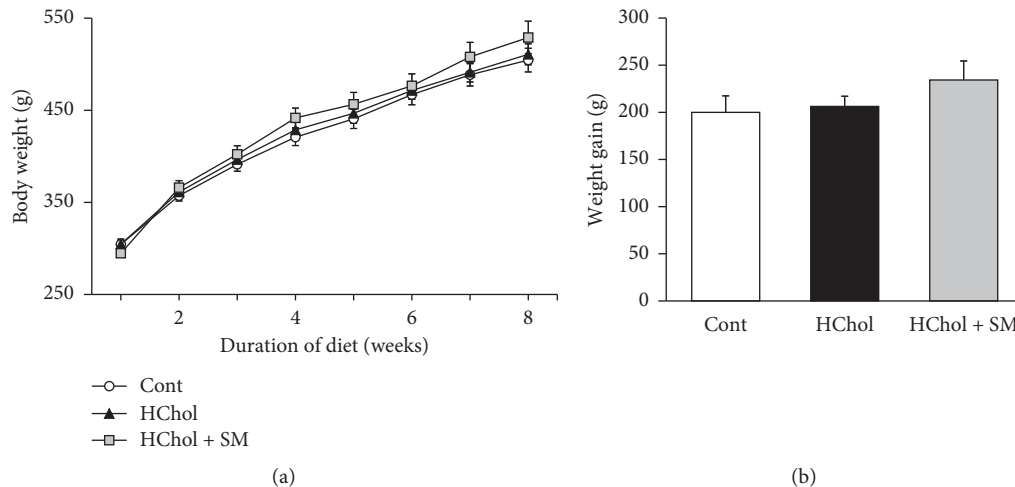 550
450
350
250
Body weight (g)
2 4 6 8
Duration of diet (weeks)
Cont
HChol
HChol + SM
(a)
300
250
200
150
100
50
0
Weight gain (g)
Cont HChol HChol + SM
(b)